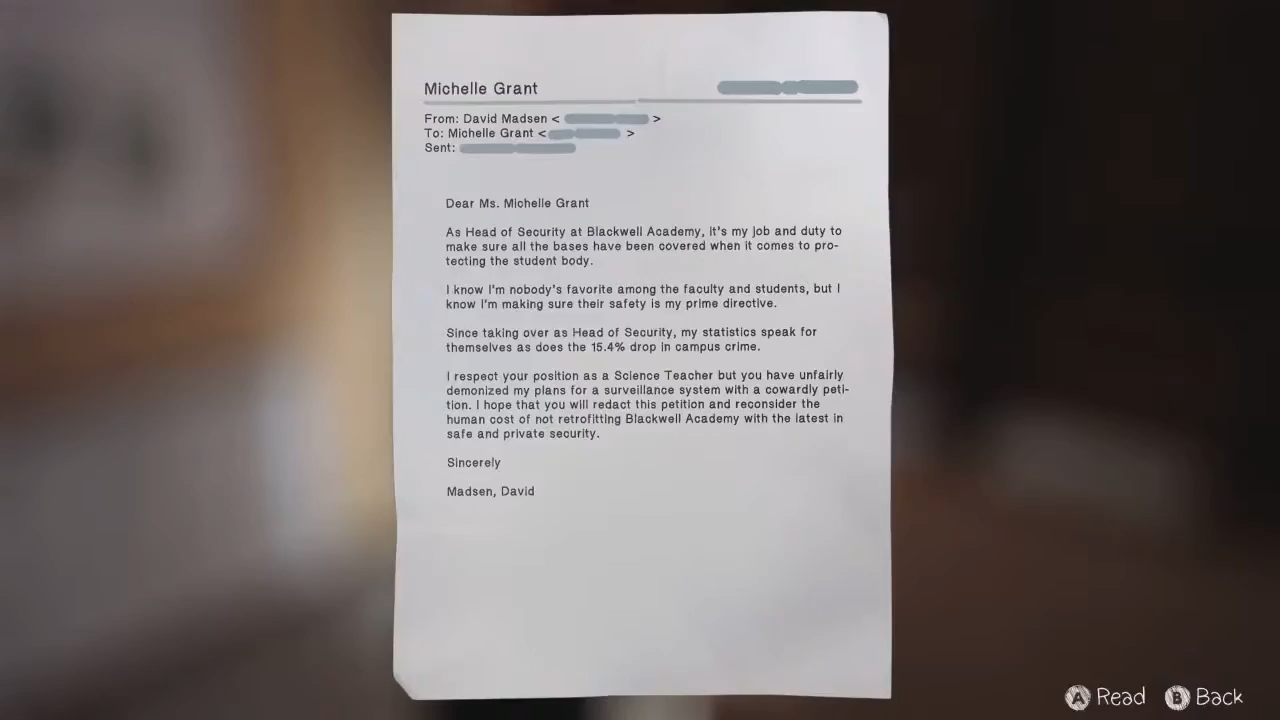 Michelle Grant
From: David Madsen < >
To: Michelle Grant < >
Sent:
Dear Ms. Michelle Grant
As Head of Security at Blackwell Academy, it's my job and duty to
make sure all the bases have been covered when it comes to pro-
tecting the student body.
I know I'm nobody's favorite among the faculty and students, but I
know I'm making sure their safety is my prime directive.
Since taking over as Head of Security, my statistics speak for
themselves as does the 15.4% drop in campus crime.
I respect your position as a Science Teacher but you have unfairly
demonized my plans for a surveillance system with a cowardly peti-
tion. I hope that you will redact this petition and reconsider the
human cost of not retrofitting Blackwell Academy with the latest in
safe and private security.
Sincerely
Madsen, David
A Read B Back